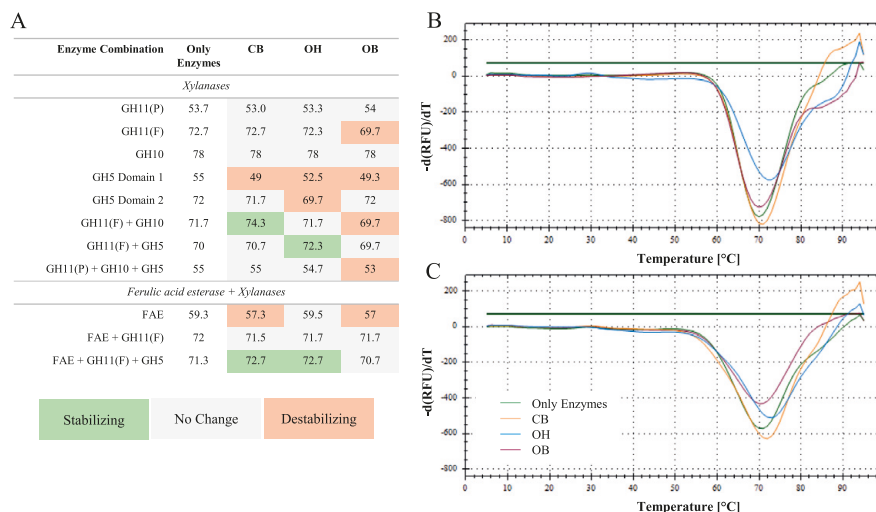 A
Enzyme Combination Only Enzymes CB OH OB
Xylanases
GH11(P) 53.7 53.0 53.3 54
GH11(F) 72.7 72.7 72.3 69.7
GH10 78 78 78 78
GH5 Domain 1 55 49 52.5 49.3
GH5 Domain 2 72 71.7 69.7 72
GH11(F) + GH10 71.7 74.3 71.7 69.7
GH11(F) + GH5 70 70.7 72.3 69.7
GH11(P) + GH10 + GH5 55 55 54.7 53
Ferulic acid esterase + Xylanases
FAE 59.3 57.3 59.5 57
FAE + GH11(F) 72 71.5 71.7 71.7
FAE + GH11(F) + GH5 71.3 72.7 72.7 70.7
Stabilizing No Change Destabilizing
B
-d(RFU)/dT
200
0
-200
-400
-600
-800
0 10 20 30 40 50 60 70 80 90
Temperature [°C]
C
-d(RFU)/dT
200
0
-200
-400
-600
-800
Only Enzymes
CB
OH
OB
0 10 20 30 40 50 60 70 80 90
Temperature [°C]